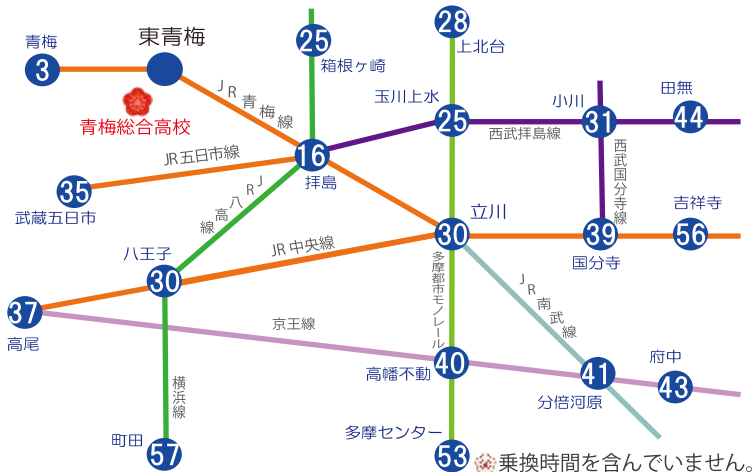 青梅
3
東青梅
青梅総合高校
25
箱根ヶ崎
28
上北台
玉川上水
25
小川
31
田無
44
JR青梅線
西武拝島線
JR五日市線
16
拝島
35
武蔵五日市
西武国分寺線
JR八高線
立川
30
39
国分寺
吉祥寺
56
八王子
30
JR中央線
多摩都市モノレール
JR南武線
37
高尾
京王線
40
高幡不動
41
分倍河原
府中
43
横浜線
町田
57
多摩センター
53
乗換時間を含んでいません。